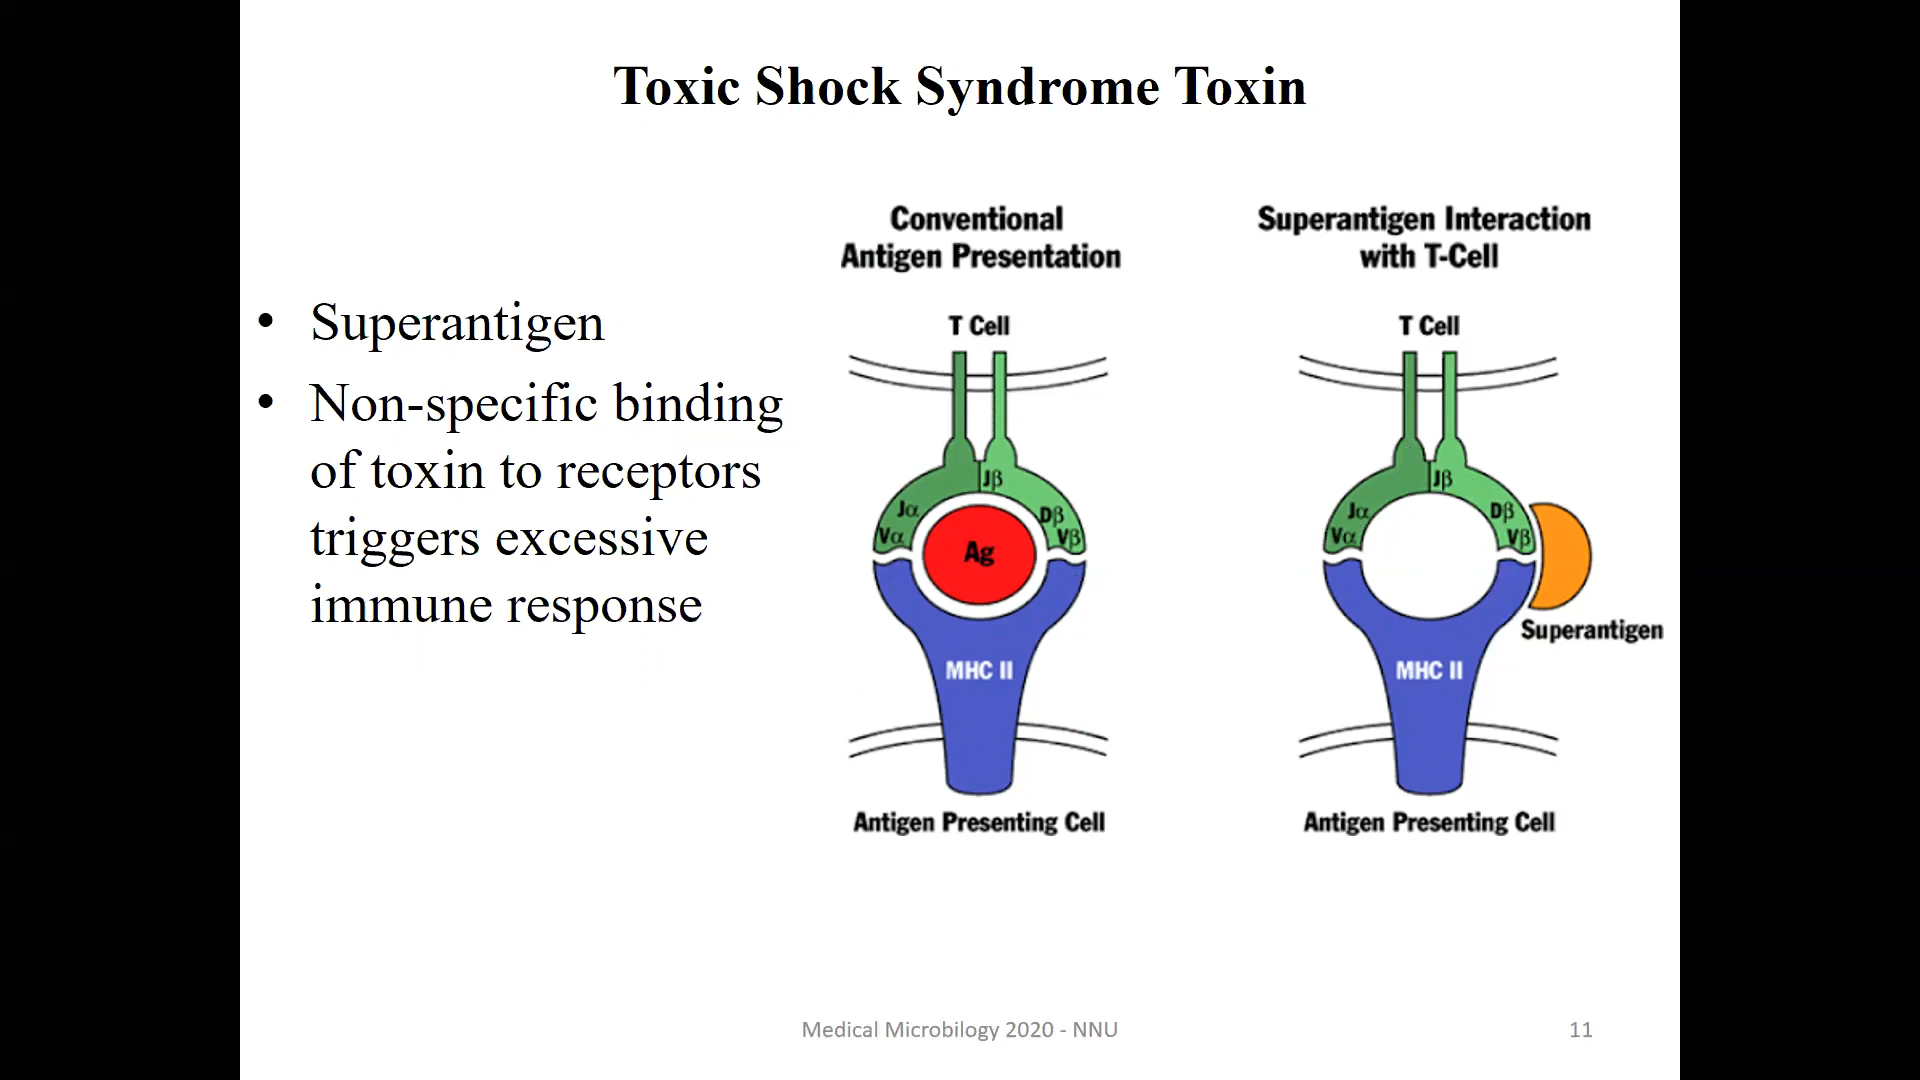 Toxic Shock Syndrome Toxin
• Superantigen
• Non-specific binding
of toxin to receptors
triggers excessive
immune response
Conventional
Antigen Presentation
T Cell
Jβ
Jα
Dβ
Vα
Vβ
Ag
MHC II
Antigen Presenting Cell
Superantigen Interaction
with T-Cell
T Cell
Jβ
Jα
Dβ
Vα
Vβ
Superantigen
MHC II
Antigen Presenting Cell
Medical Microbilogy 2020 - NNU
11